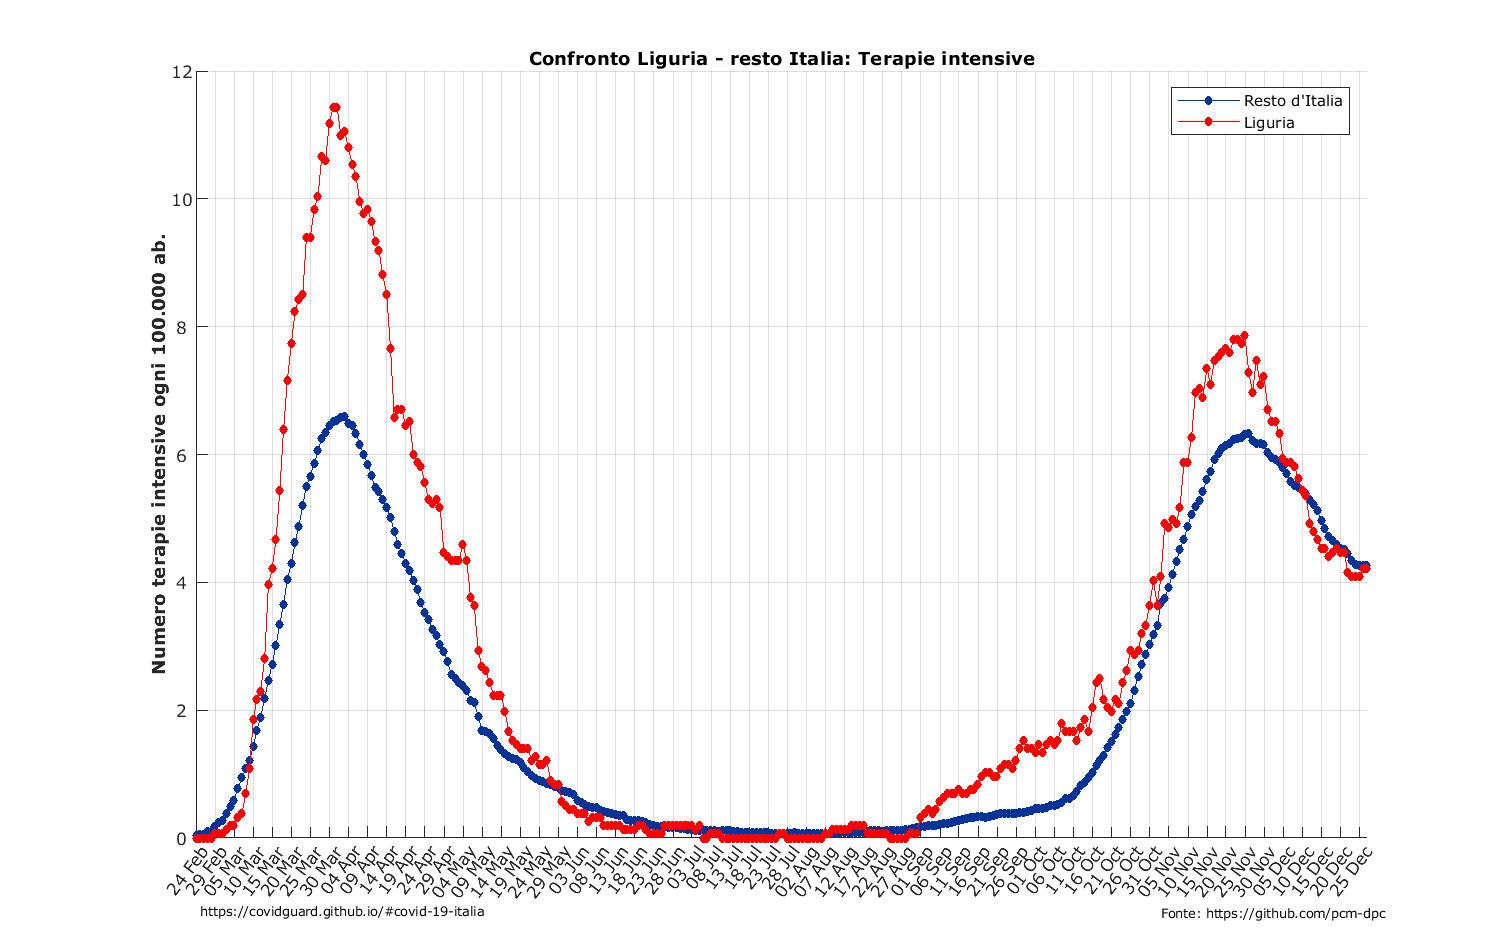 Confronto Liguria - resto Italia: Terapie intensive
Resto d'Italia
Liguria
Numero terapie intensive ogni 100.000 ab.
12
10
8
6
4
2
0
24 Feb
29 Feb
05 Mar
10 Mar
15 Mar
20 Mar
25 Mar
30 Mar
04 Apr
09 Apr
14 Apr
19 Apr
24 Apr
29 Apr
04 May
09 May
14 May
19 May
24 May
29 May
03 Jun
08 Jun
13 Jun
18 Jun
23 Jun
28 Jun
03 Jul
08 Jul
13 Jul
18 Jul
23 Jul
28 Jul
02 Aug
07 Aug
12 Aug
17 Aug
22 Aug
27 Aug
01 Sep
06 Sep
11 Sep
16 Sep
21 Sep
26 Sep
01 Oct
06 Oct
11 Oct
16 Oct
21 Oct
26 Oct
31 Oct
05 Nov
10 Nov
15 Nov
20 Nov
25 Nov
30 Nov
05 Dec
10 Dec
15 Dec
20 Dec
25 Dec
https://covidguard.github.io/#covid-19-italia
Fonte: https://github.com/pcm-dpc